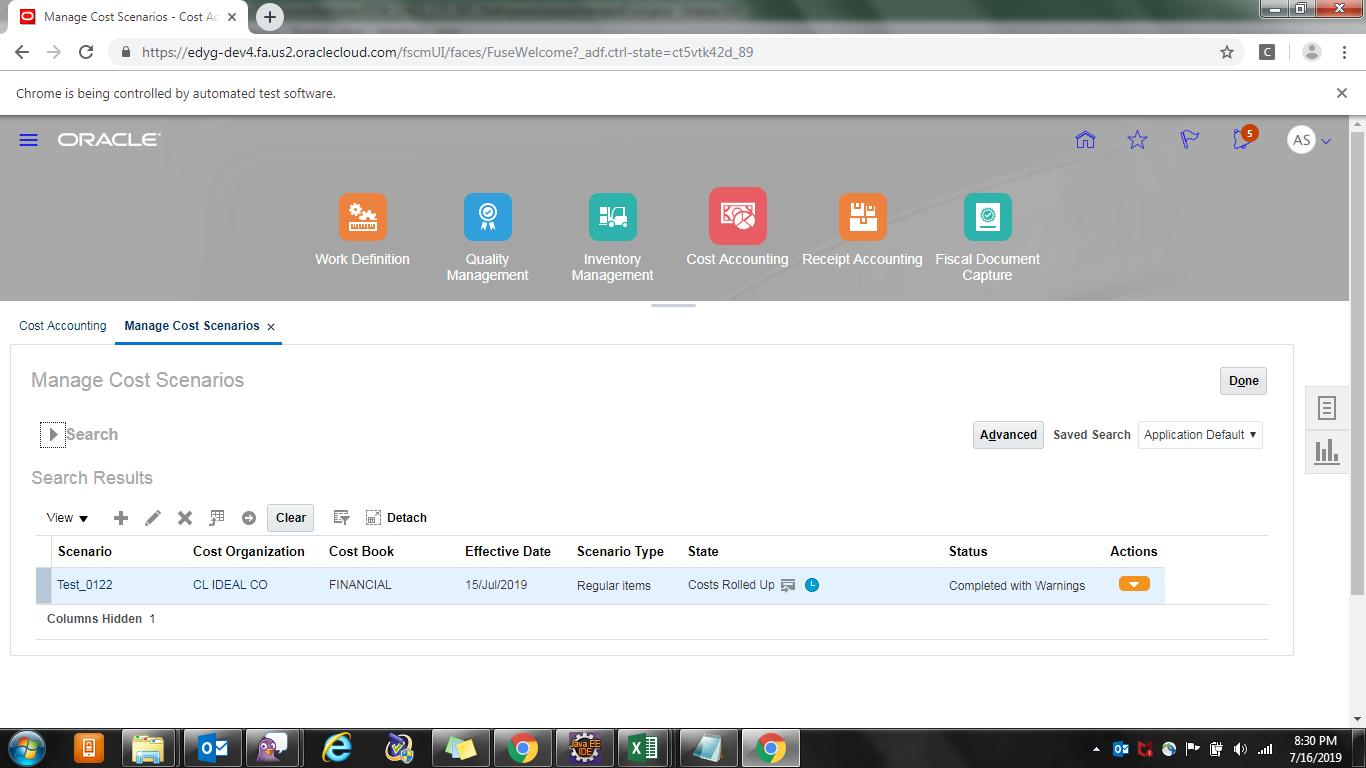 Manage Cost Scenarios - Cost Ac
https://edyg-dev4.fa.us2.oraclecloud.com/fscmUI/faces/FuseWelcome?_adf.ctrl-state=ct5vtk42d_89
C
Chrome is being controlled by automated test software.
ORACLE
5
AS
Work Definition
Quality
Management
Inventory
Management
Cost Accounting
Receipt Accounting
Fiscal Document
Capture
Cost Accounting
Manage Cost Scenarios
Manage Cost Scenarios
Done
Search
Advanced
Saved Search
Application Default
Search Results
View
Clear
Detach
Scenario Cost Organization Cost Book Effective Date Scenario Type State Status Actions
Test_0122 CL IDEAL CO FINANCIAL 15/Jul/2019 Regular items Costs Rolled Up Completed with Warnings
Columns Hidden 1
Java EE
IDE
8:30 PM
7/16/2019